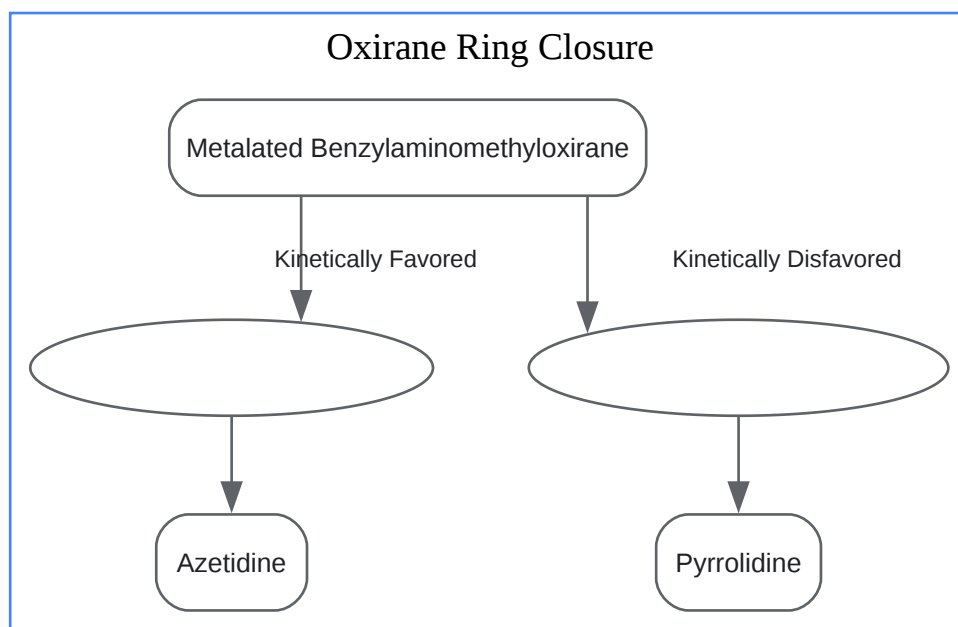 Oxirane Ring Closure
Metalated Benzylaminomethyloxirane
Kinetically Favored
Kinetically Disfavored
Azetidine
Pyrrolidine